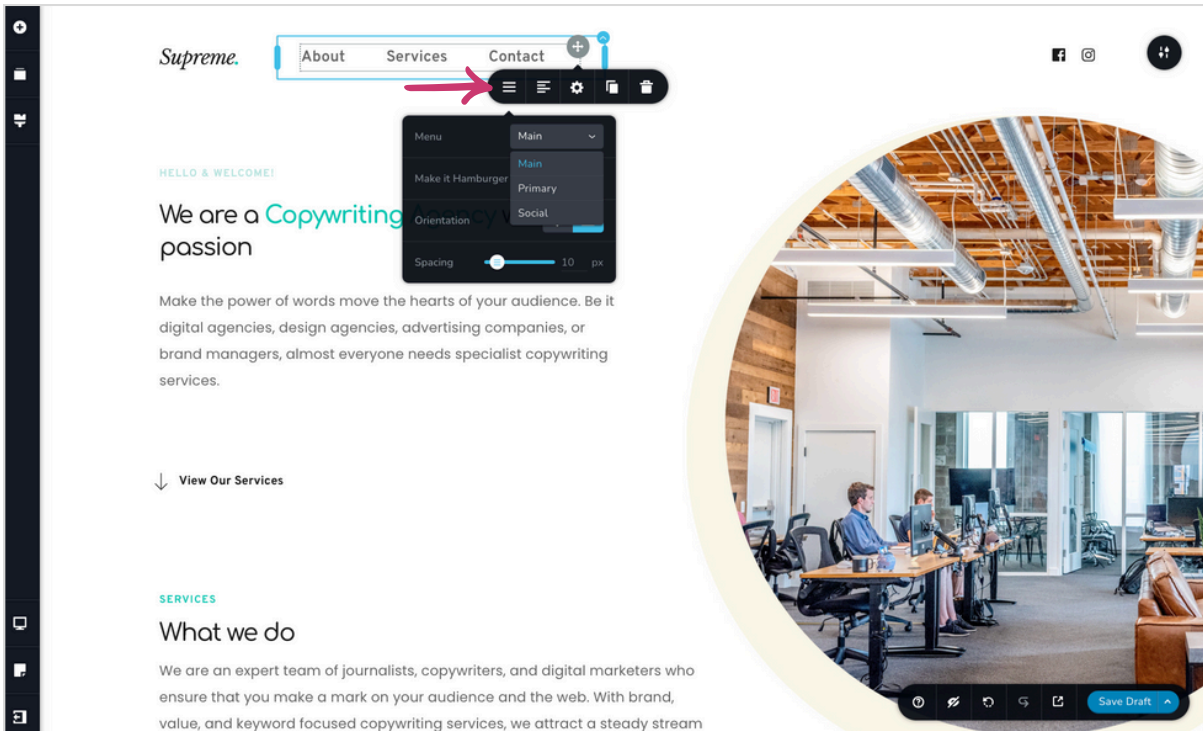 Supreme.
About Services Contact
Menu Main
Main
Make it Hamburger
Primary
Social
Orientation
Spacing 10 px
HELLO & WELCOME!
We are a Copywriting
passion
Make the power of words move the hearts of your audience. Be it
digital agencies, design agencies, advertising companies, or
brand managers, almost everyone needs specialist copywriting
services.
View Our Services
SERVICES
What we do
We are an expert team of journalists, copywriters, and digital marketers who
ensure that you make a mark on your audience and the web. With brand,
value, and keyword focused copywriting services, we attract a steady stream
Save Draft